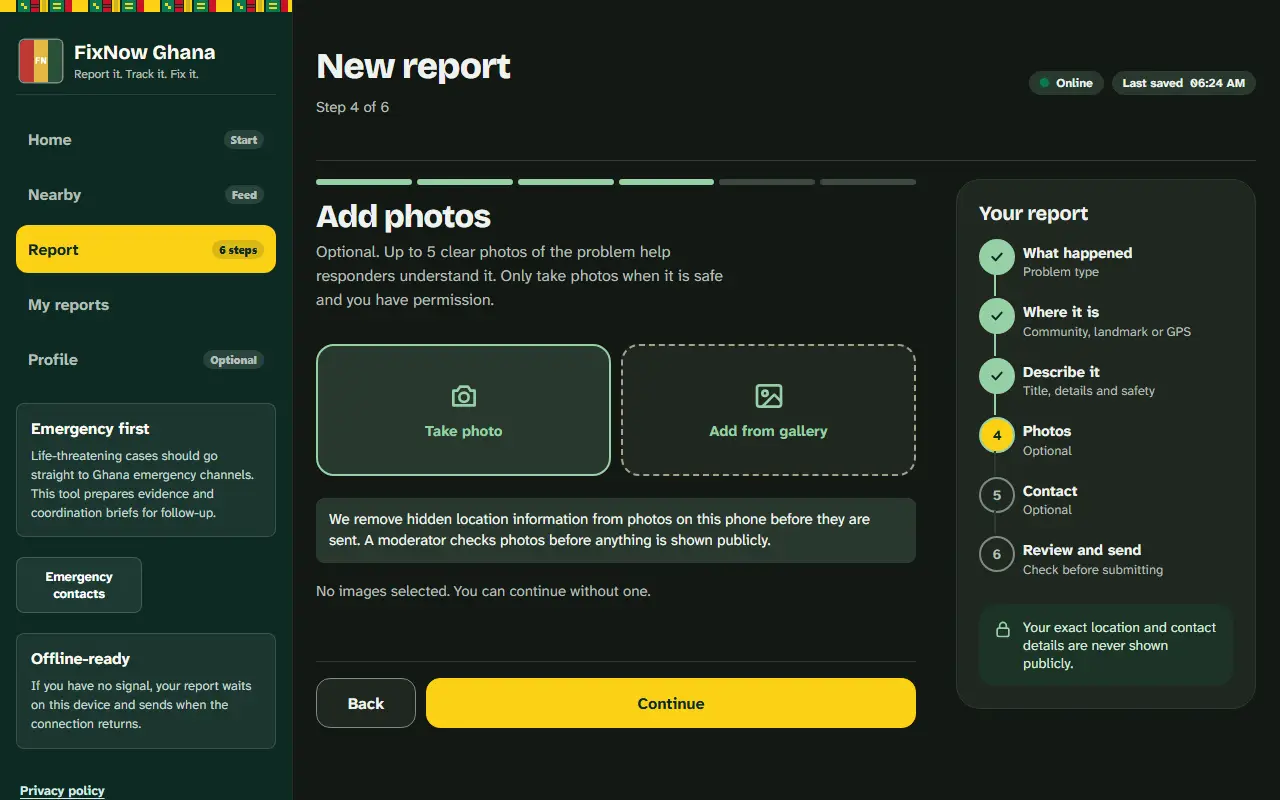 FN
FixNow Ghana
Report it. Track it. Fix it.
Home
Start
Nearby
Feed
Report
6 steps
My reports
Profile
Optional
Emergency first
Life-threatening cases should go
straight to Ghana emergency channels.
This tool prepares evidence and
coordination briefs for follow-up.
Emergency
contacts
Offline-ready
If you have no signal, your report waits
on this device and sends when the
connection returns.
Privacy policy
New report
Step 4 of 6
Online
Last saved 06:24 AM
Add photos
Optional. Up to 5 clear photos of the problem help
responders understand it. Only take photos when it is safe
and you have permission.
Take photo
Add from gallery
We remove hidden location information from photos on this phone before they are
sent. A moderator checks photos before anything is shown publicly.
No images selected. You can continue without one.
Back
Continue
Your report
What happened
Problem type
Where it is
Community, landmark or GPS
Describe it
Title, details and safety
4
Photos
Optional
5
Contact
Optional
6
Review and send
Check before submitting
Your exact location and contact
details are never shown
publicly.